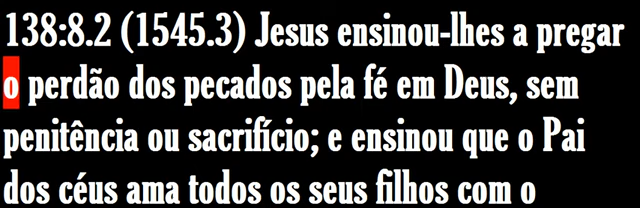 138:8.2 (1545.3) Jesus ensinou-lhes a pregar
o perdão dos pecados pela fé em Deus, sem
penitência ou sacrifício; e ensinou que o Pai
dos céus ama todos os seus filhos com o